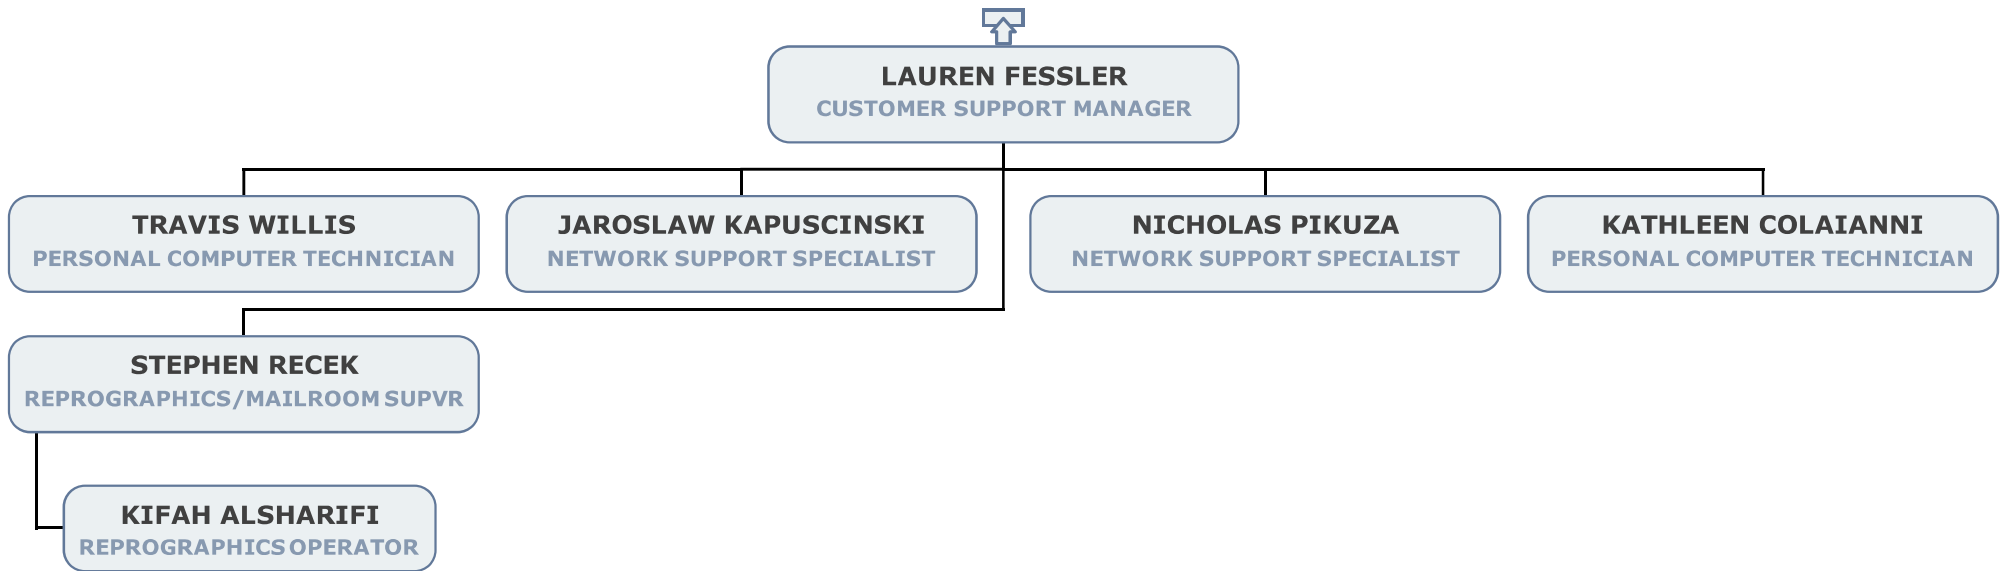 LAUREN FESSLER
CUSTOMER SUPPORT MANAGER
TRAVIS WILLIS
PERSONAL COMPUTER TECHNICIAN
JAROSLAW KAPUSCINSKI
NETWORK SUPPORT SPECIALIST
NICHOLAS PIKUZA
NETWORK SUPPORT SPECIALIST
KATHLEEN COLAIANNI
PERSONAL COMPUTER TECHNICIAN
STEPHEN RECEK
REPROGRAPHICS/MAILROOM SUPVR
KIFAH ALSHARIFI
REPROGRAPHICS OPERATOR